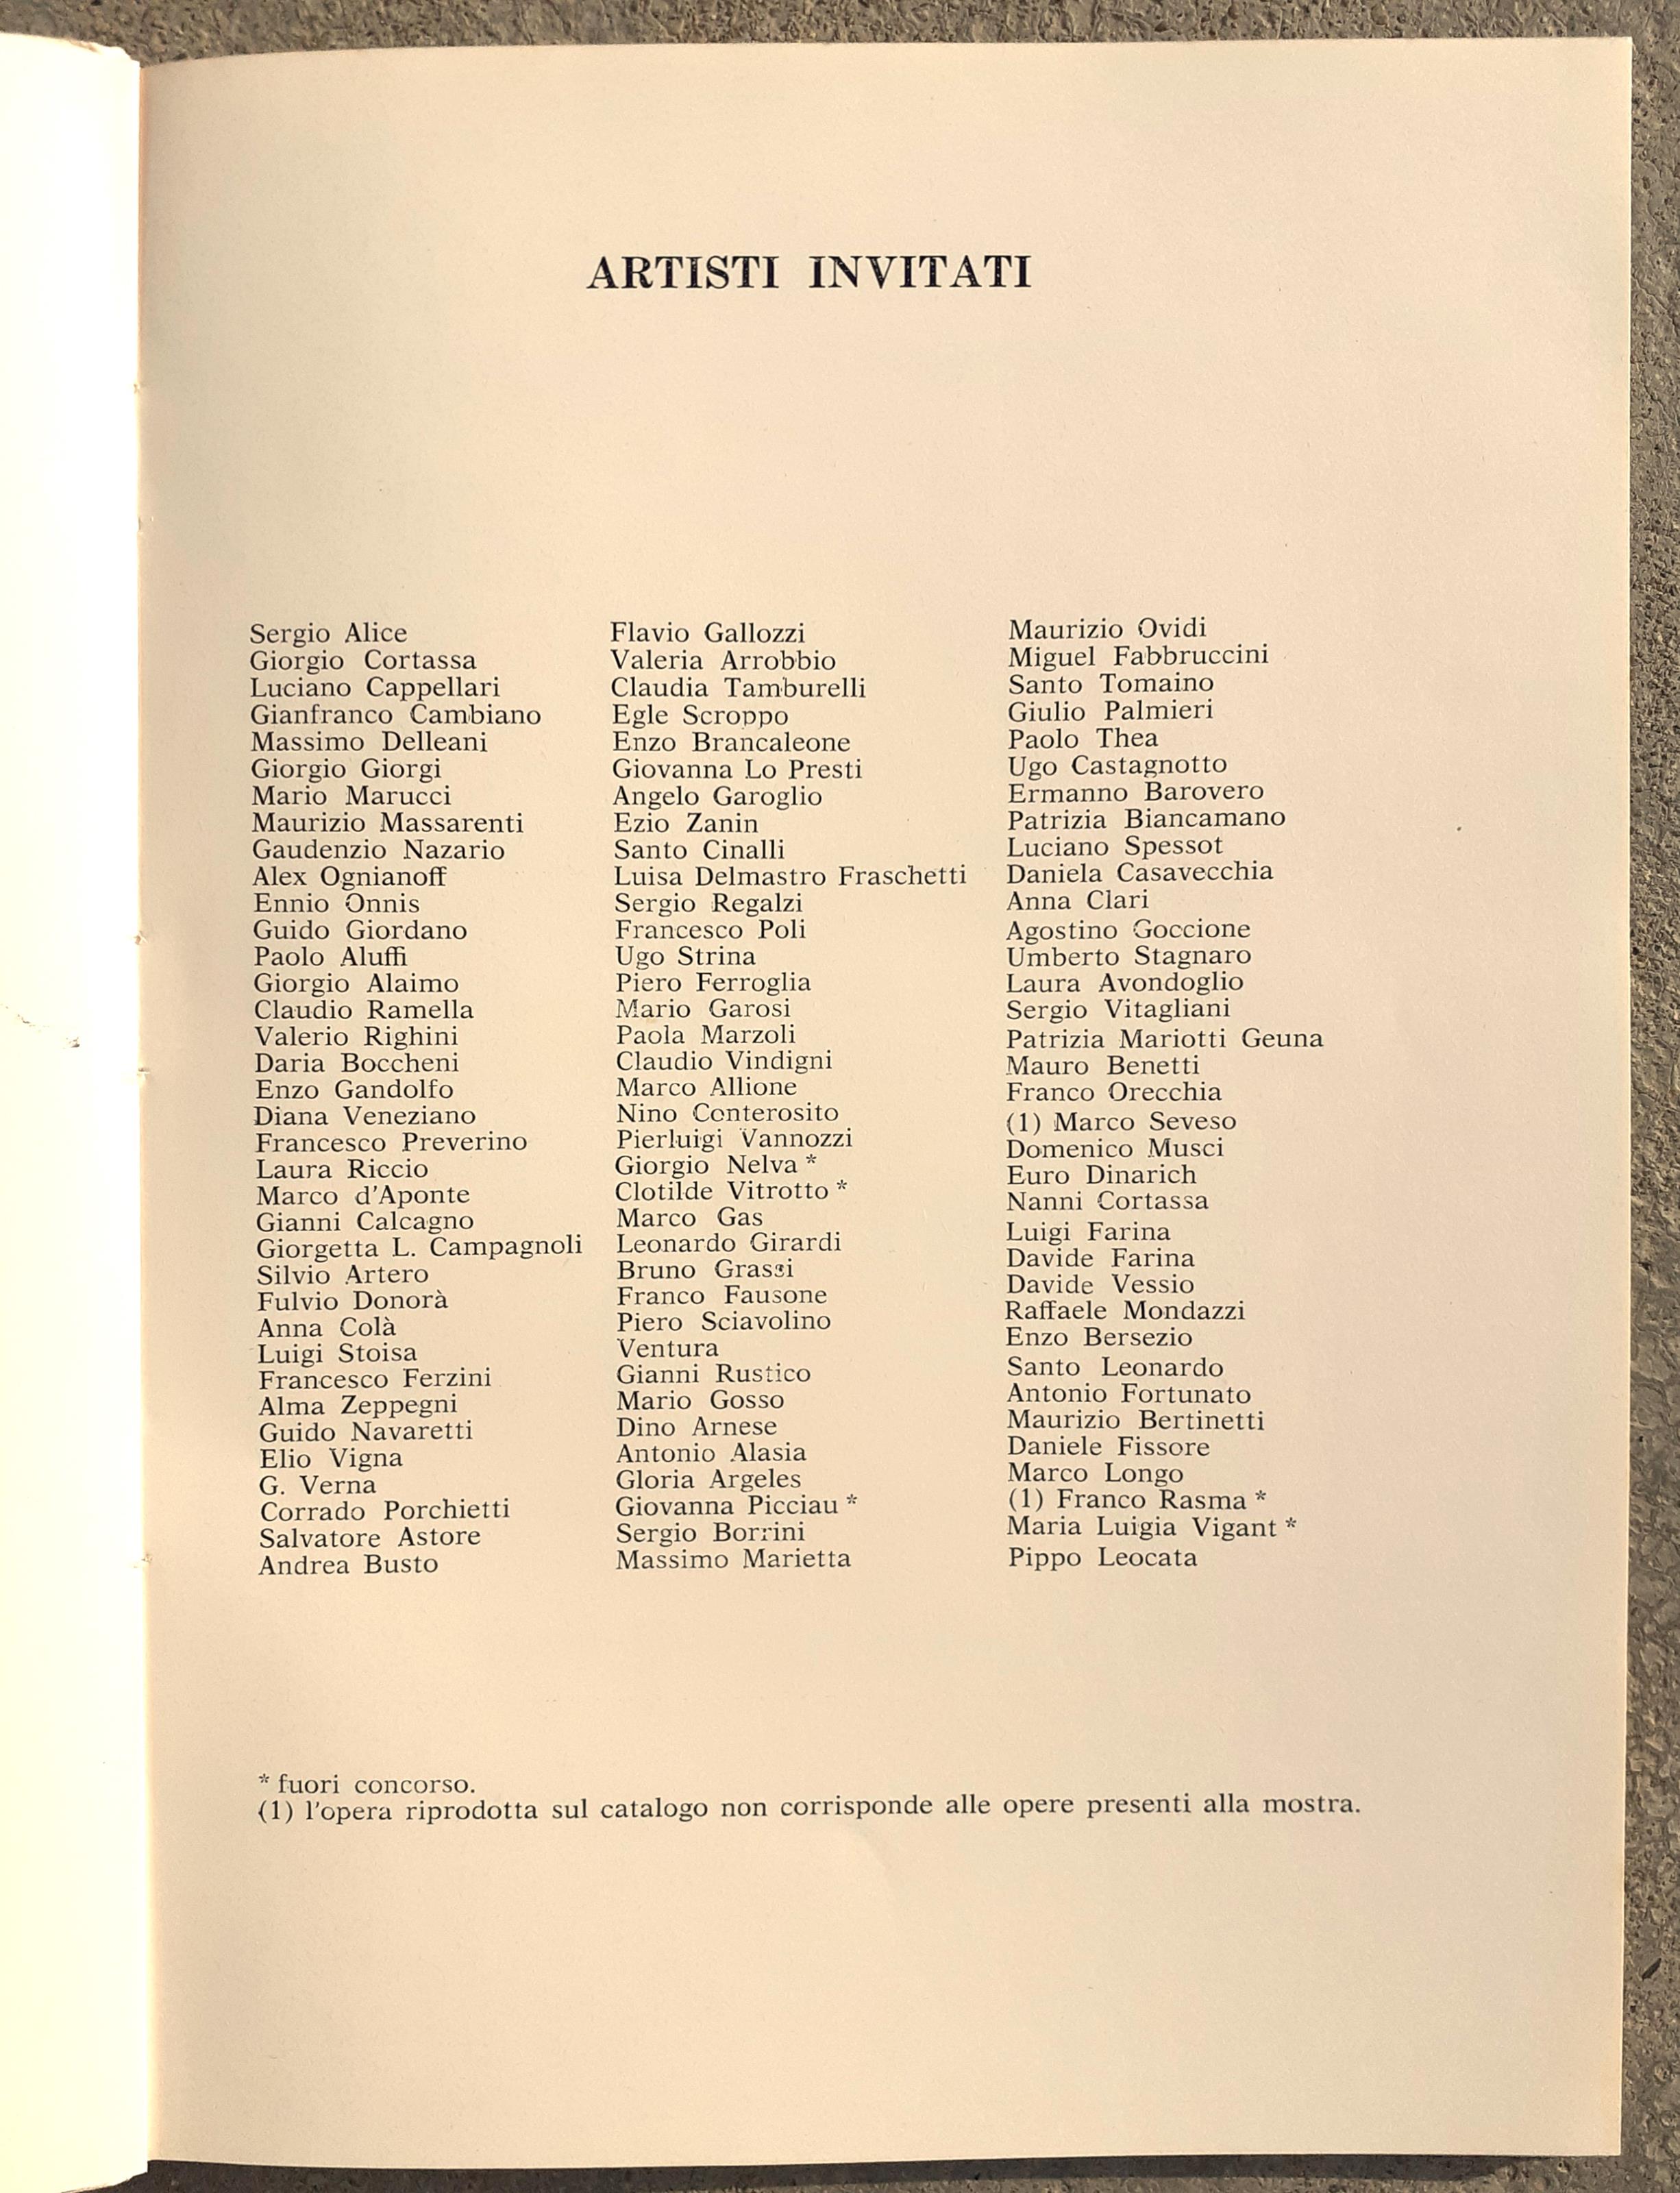 ARTISTI INVITATI
Sergio Alice
Giorgio Cortassa
Luciano Cappellari
Gianfranco Cambiano
Massimo Delleani
Giorgio Giorgi
Mario Marucci
Maurizio Massarenti
Gaudenzio Nazario
Alex Ognianoff
Ennio Onnis
Guido Giordano
Paolo Aluffi
Giorgio Alaimo
Claudio Ramella
Valerio Righini
Daria Boccheni
Enzo Gandolfo
Diana Veneziano
Francesco Preverino
Laura Riccio
Marco d'Aponte
Gianni Calcagno
Giorgetta L. Campagnoli
Silvio Artero
Fulvio Donorà
Anna Colà
Luigi Stoisa
Francesco Ferzini
Alma Zeppegni
Guido Navaretti
Elio Vigna
G. Verna
Corrado Porchietti
Salvatore Astore
Andrea Busto
Flavio Gallozzi
Valeria Arrobbio
Claudia Tamburelli
Egle Scroppo
Enzo Brancaleone
Giovanna Lo Presti
Angelo Garoglio
Ezio Zanin
Santo Cinalli
Luisa Delmastro Fraschetti
Sergio Regalzi
Francesco Poli
Ugo Strina
Piero Ferroglia
Mario Garosi
Paola Marzoli
Claudio Vindigni
Marco Allione
Nino Conterosito
Pierluigi Vannozzi
Giorgio Nelva *
Clotilde Vitrotto *
Marco Gas
Leonardo Girardi
Bruno Grassi
Franco Fausone
Piero Sciavolino
Ventura
Gianni Rustico
Mario Gosso
Dino Arnese
Antonio Alasia
Gloria Argeles
Giovanna Picciau *
Sergio Borrini
Massimo Marietta
Maurizio Ovidi
Miguel Fabbruccini
Santo Tomaino
Giulio Palmieri
Paolo Thea
Ugo Castagnotto
Ermanno Barovero
Patrizia Biancamano
Luciano Spessot
Daniela Casavecchia
Anna Clari
Agostino Goccione
Umberto Stagnaro
Laura Avondoglio
Sergio Vitagliani
Patrizia Mariotti Geuna
Mauro Benetti
Franco Orecchia
(1) Marco Seveso
Domenico Musci
Euro Dinarich
Nanni Cortassa
Luigi Farina
Davide Farina
Davide Vessio
Raffaele Mondazzi
Enzo Bersezio
Santo Leonardo
Antonio Fortunato
Maurizio Bertinetti
Daniele Fissore
Marco Longo
(1) Franco Rasma *
Maria Luigia Vigant *
Pippo Leocata
* fuori concorso.
(1) l'opera riprodotta sul catalogo non corrisponde alle opere presenti alla mostra.